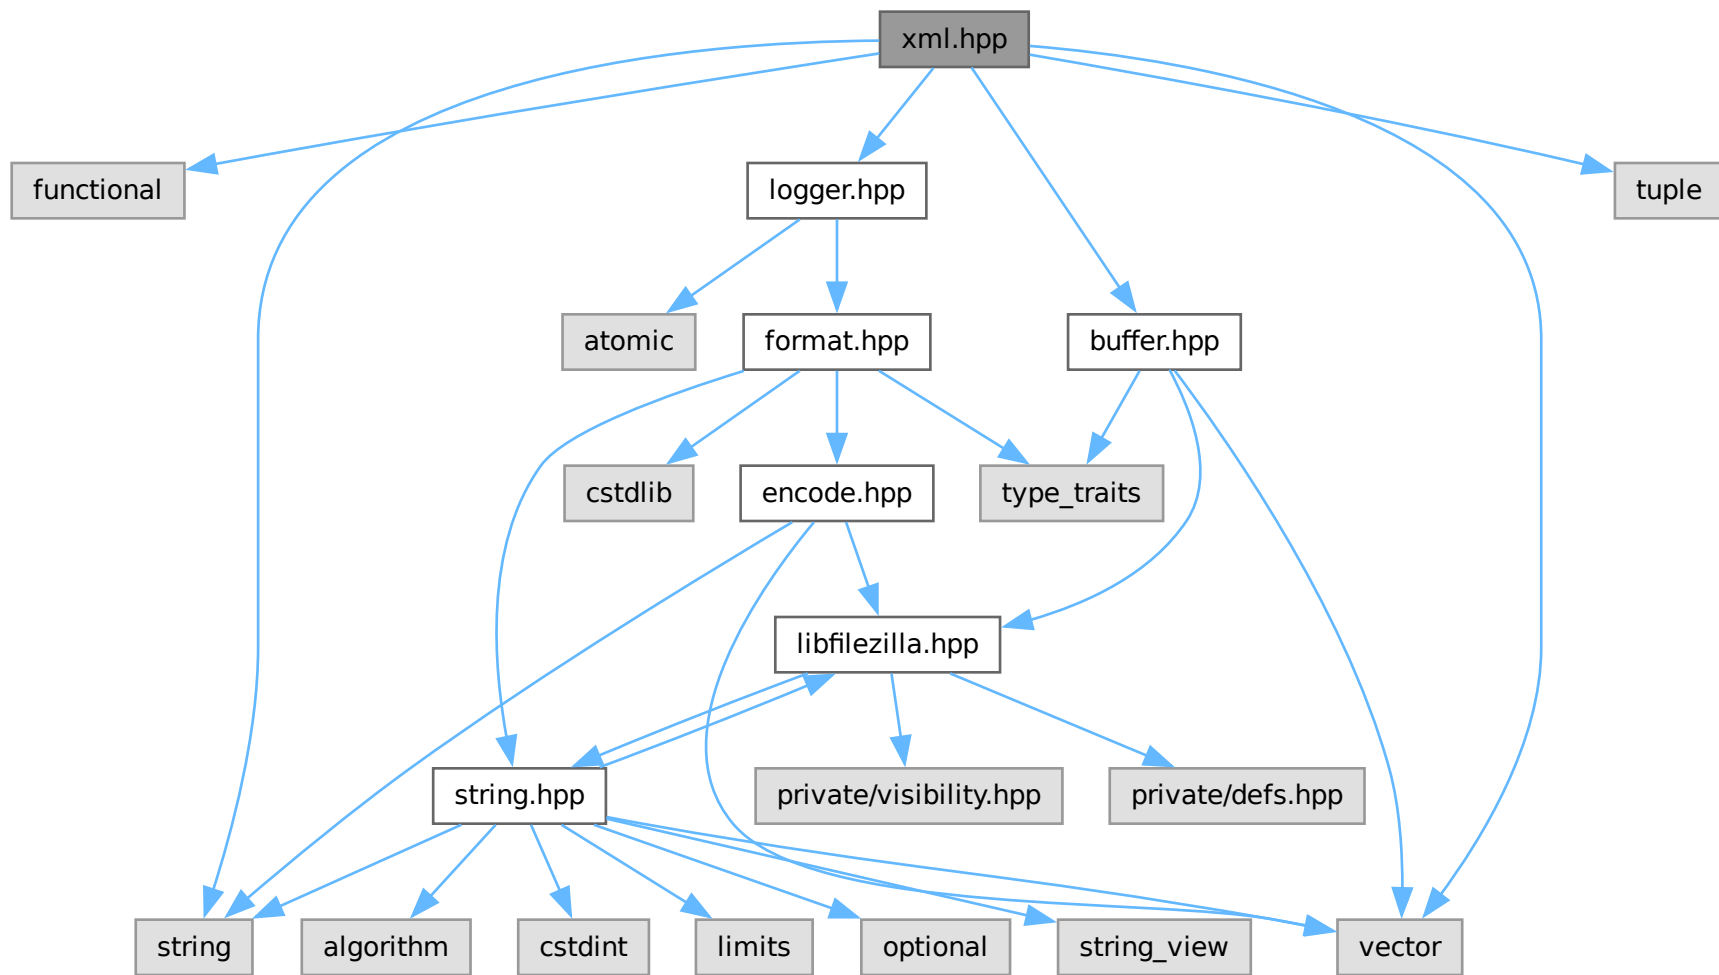 xml.hpp
functional
logger.hpp
tuple
atomic
format.hpp
buffer.hpp
cstdlib
encode.hpp
type_traits
libfilezilla.hpp
string.hpp
private/visibility.hpp
private/defs.hpp
string
algorithm
cstdint
limits
optional
string_view
vector